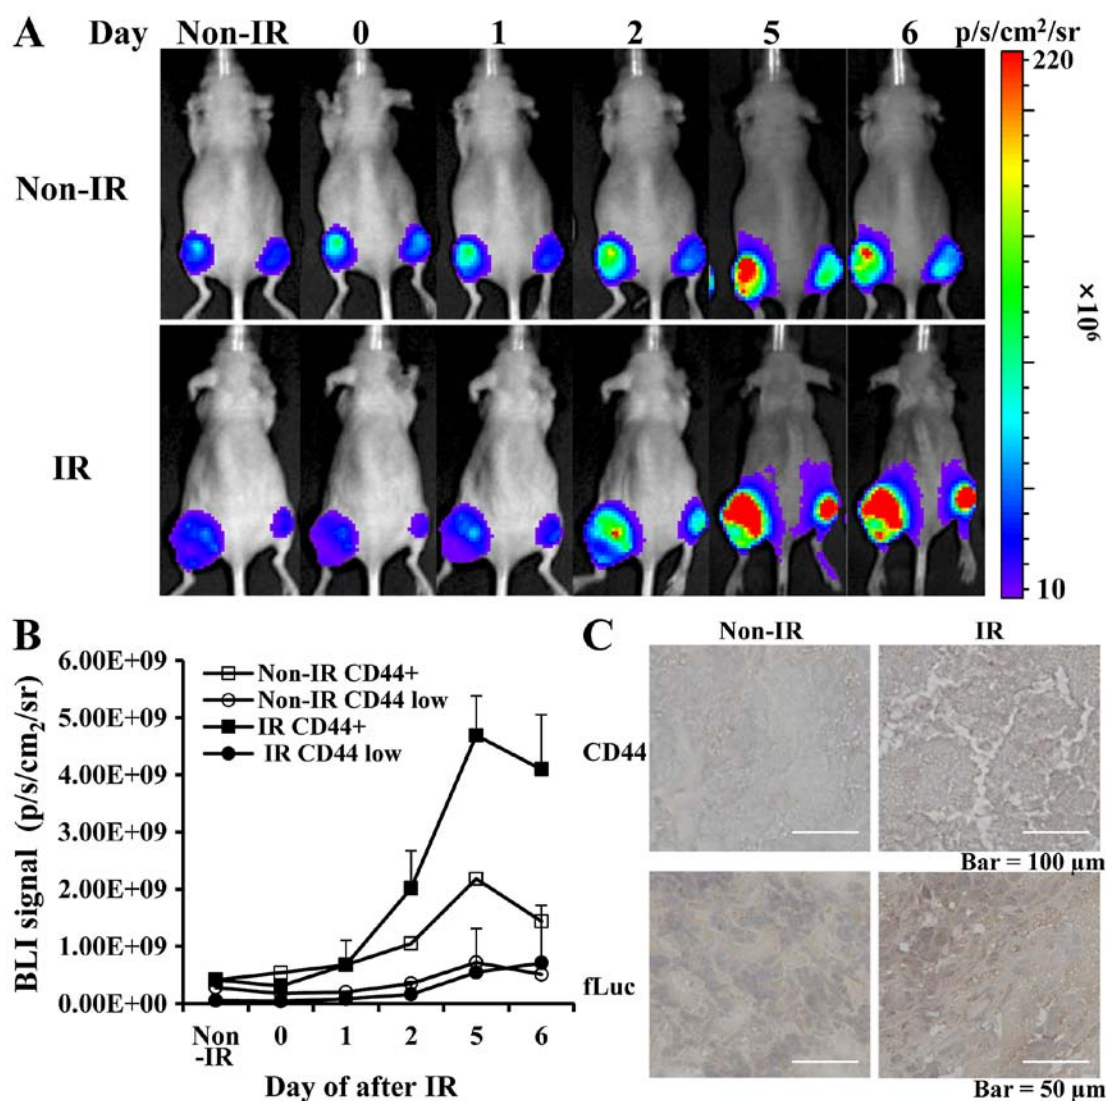 A Day Non-IR 0 1 2 5 6 p/s/cm²/sr
220
Non-IR
×10⁶
IR
10
B
6.00E+09
5.00E+09
4.00E+09
3.00E+09
2.00E+09
1.00E+09
0.00E+00
BLI signal (p/s/cm₂/sr)
Non-IR CD44+
Non-IR CD44 low
IR CD44+
IR CD44 low
Non
-IR
0 1 2 5 6
Day of after IR
C
Non-IR IR
CD44
Bar = 100 µm
fLuc
Bar = 50 µm